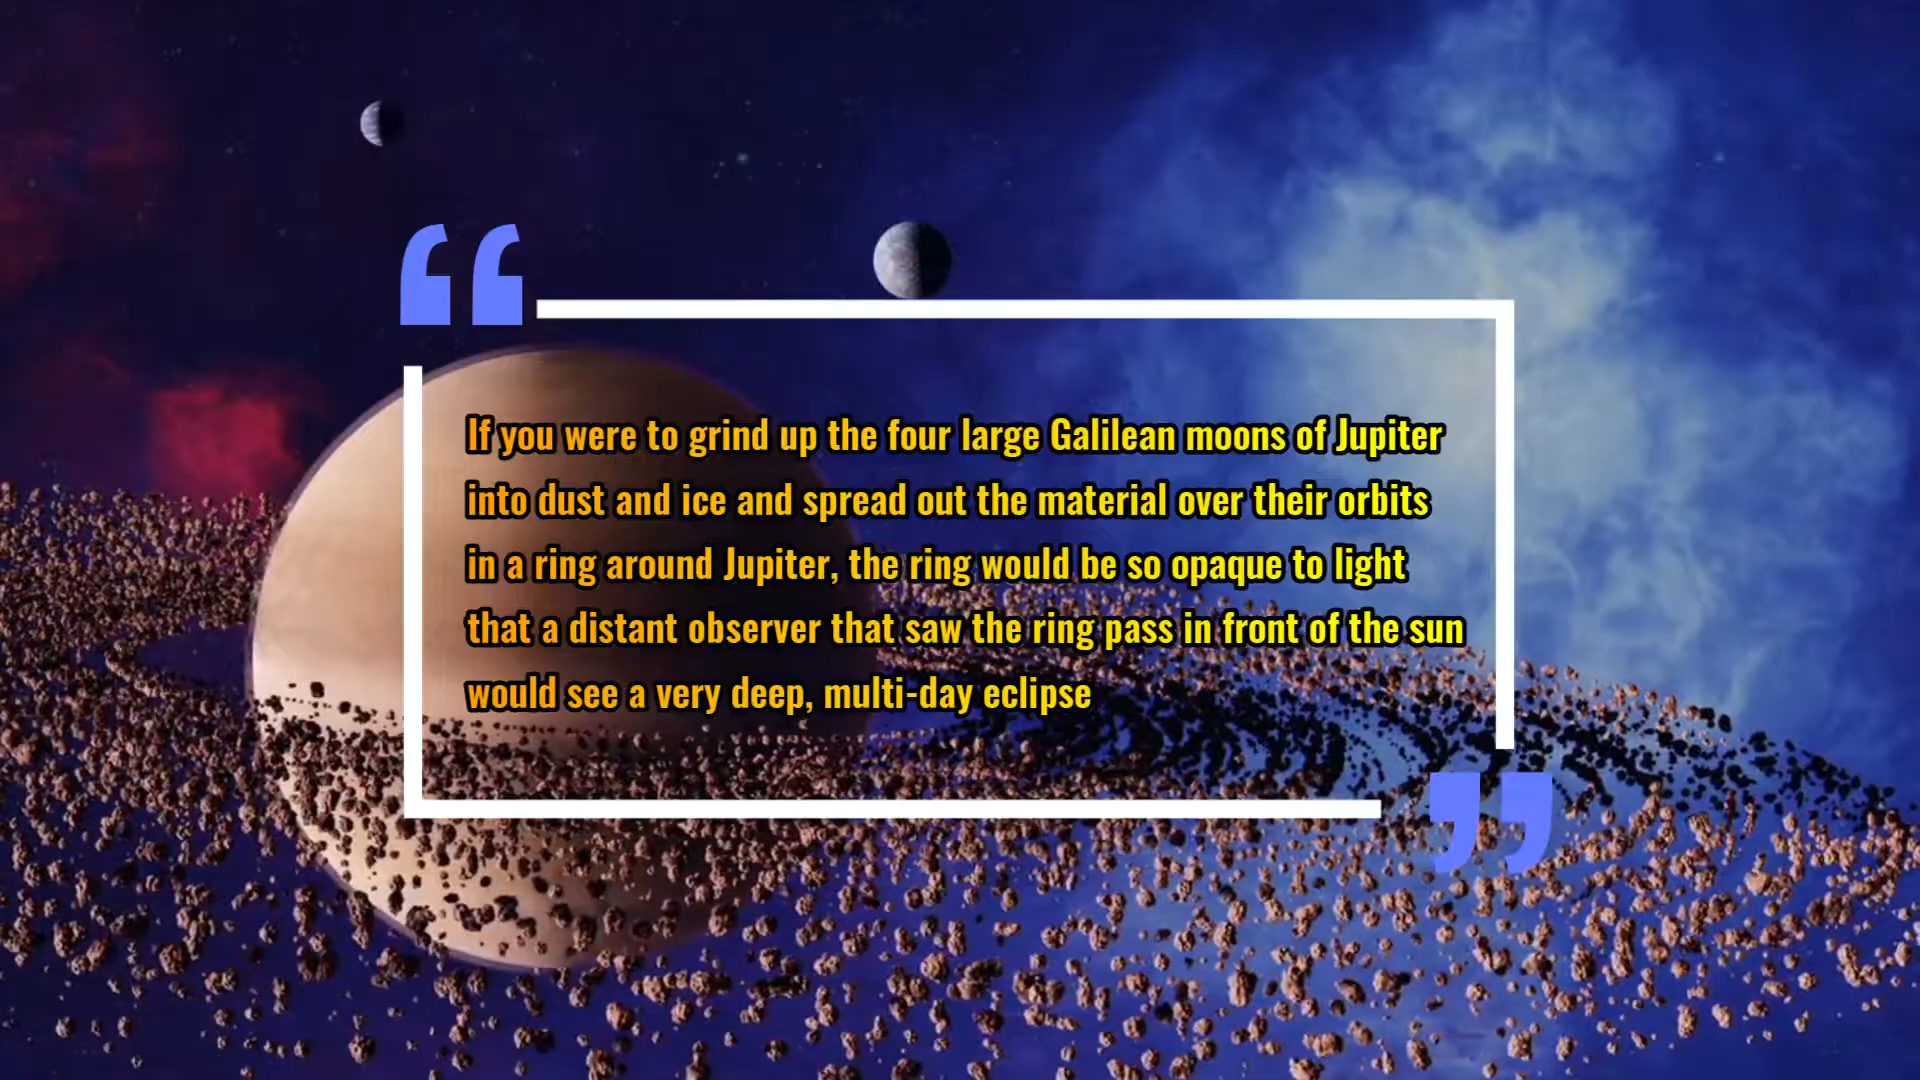 If you were to grind up the four large Galilean moons of Jupiter
into dust and ice and spread out the material over their orbits
in a ring around Jupiter, the ring would be so opaque to light
that a distant observer that saw the ring pass in front of the sun
would see a very deep, multi-day eclipse